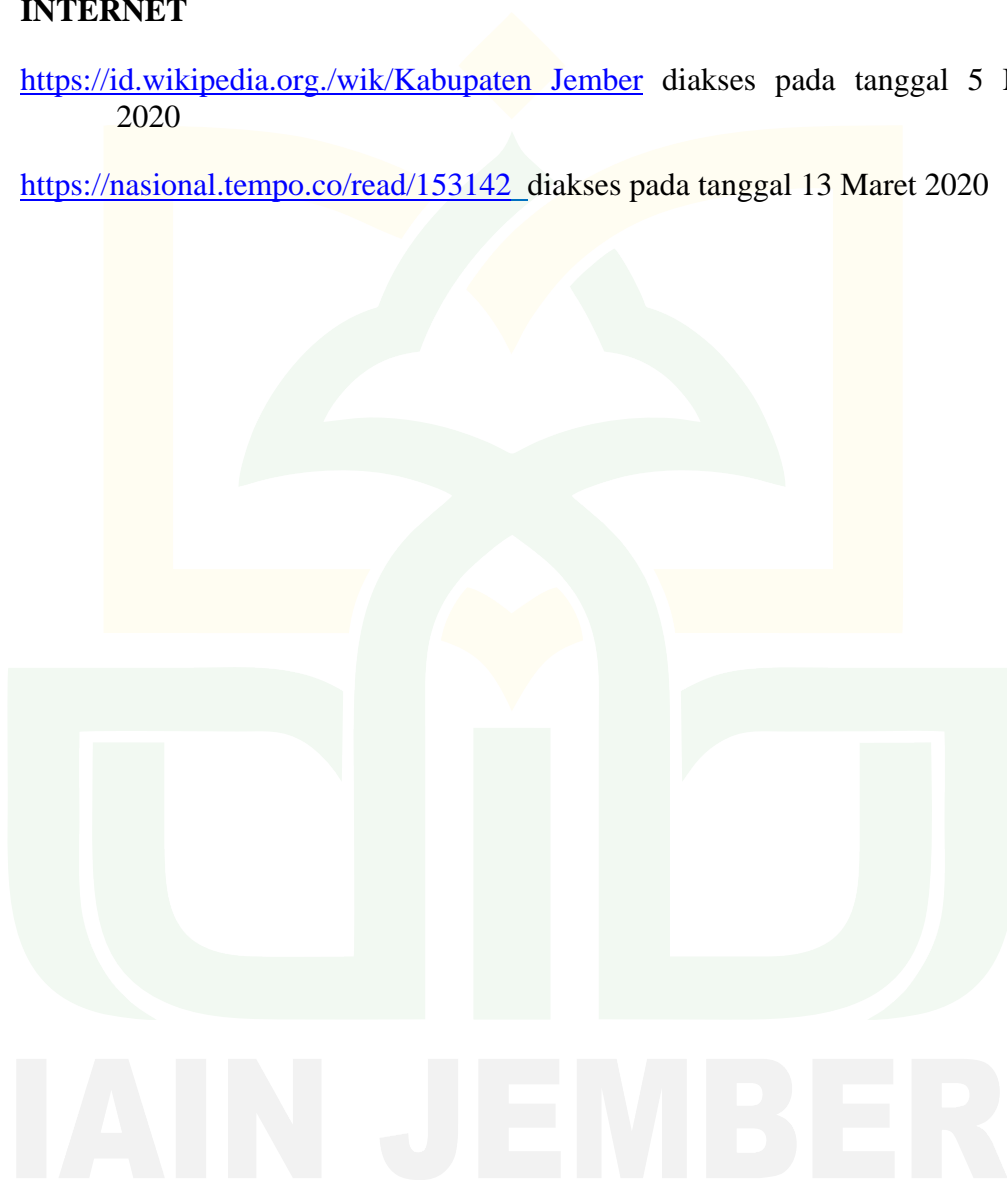 INTERNET
https://id.wikipedia.org./wik/Kabupaten Jember diakses pada tanggal 5
2020
https://nasional.tempo.co/read/153142 diakses pada tanggal 13 Maret 2020
IAIN JEMBER